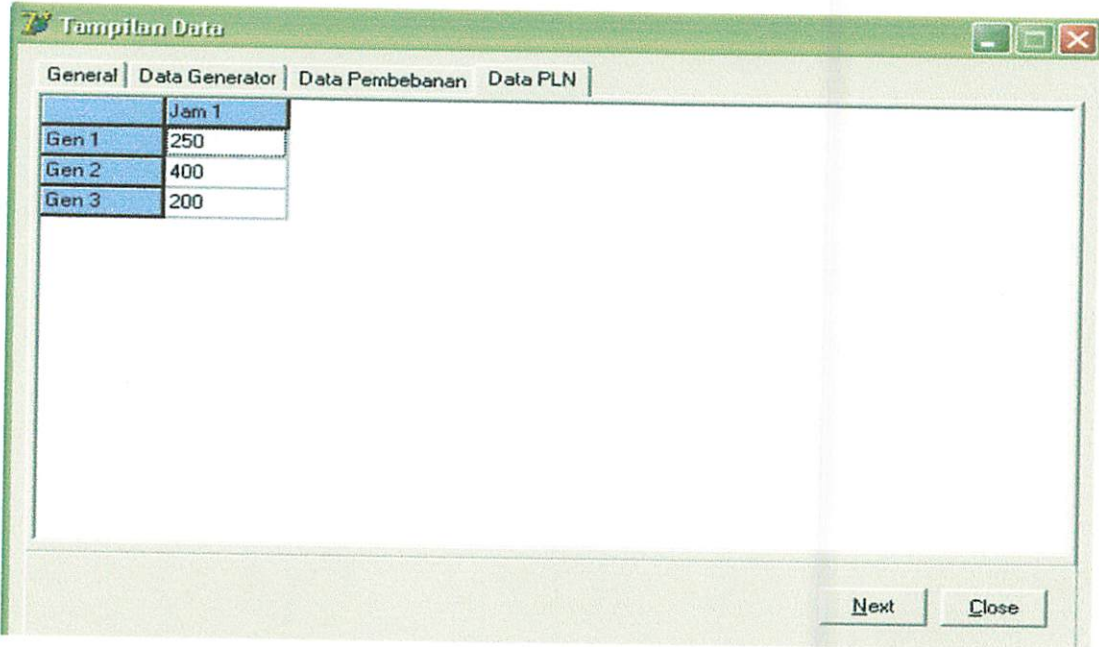 Tampilan Data
General Data Generator Data Pembebanan Data PLN
Jam 1
Gen 1 250
Gen 2 400
Gen 3 200
Next Close